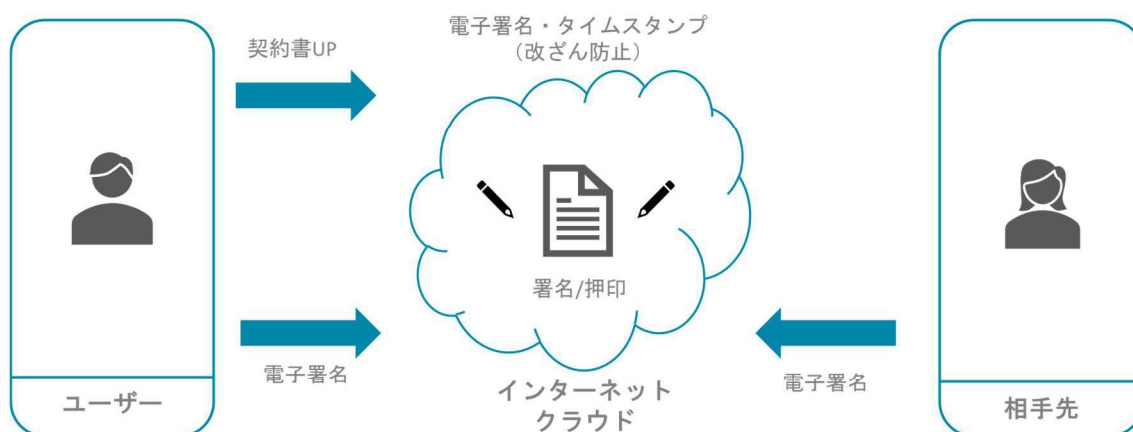 電子署名・タイムスタンプ
（改ざん防止）
契約書UP
署名/押印
電子署名
電子署名
ユーザー
インターネット
クラウド
相手先